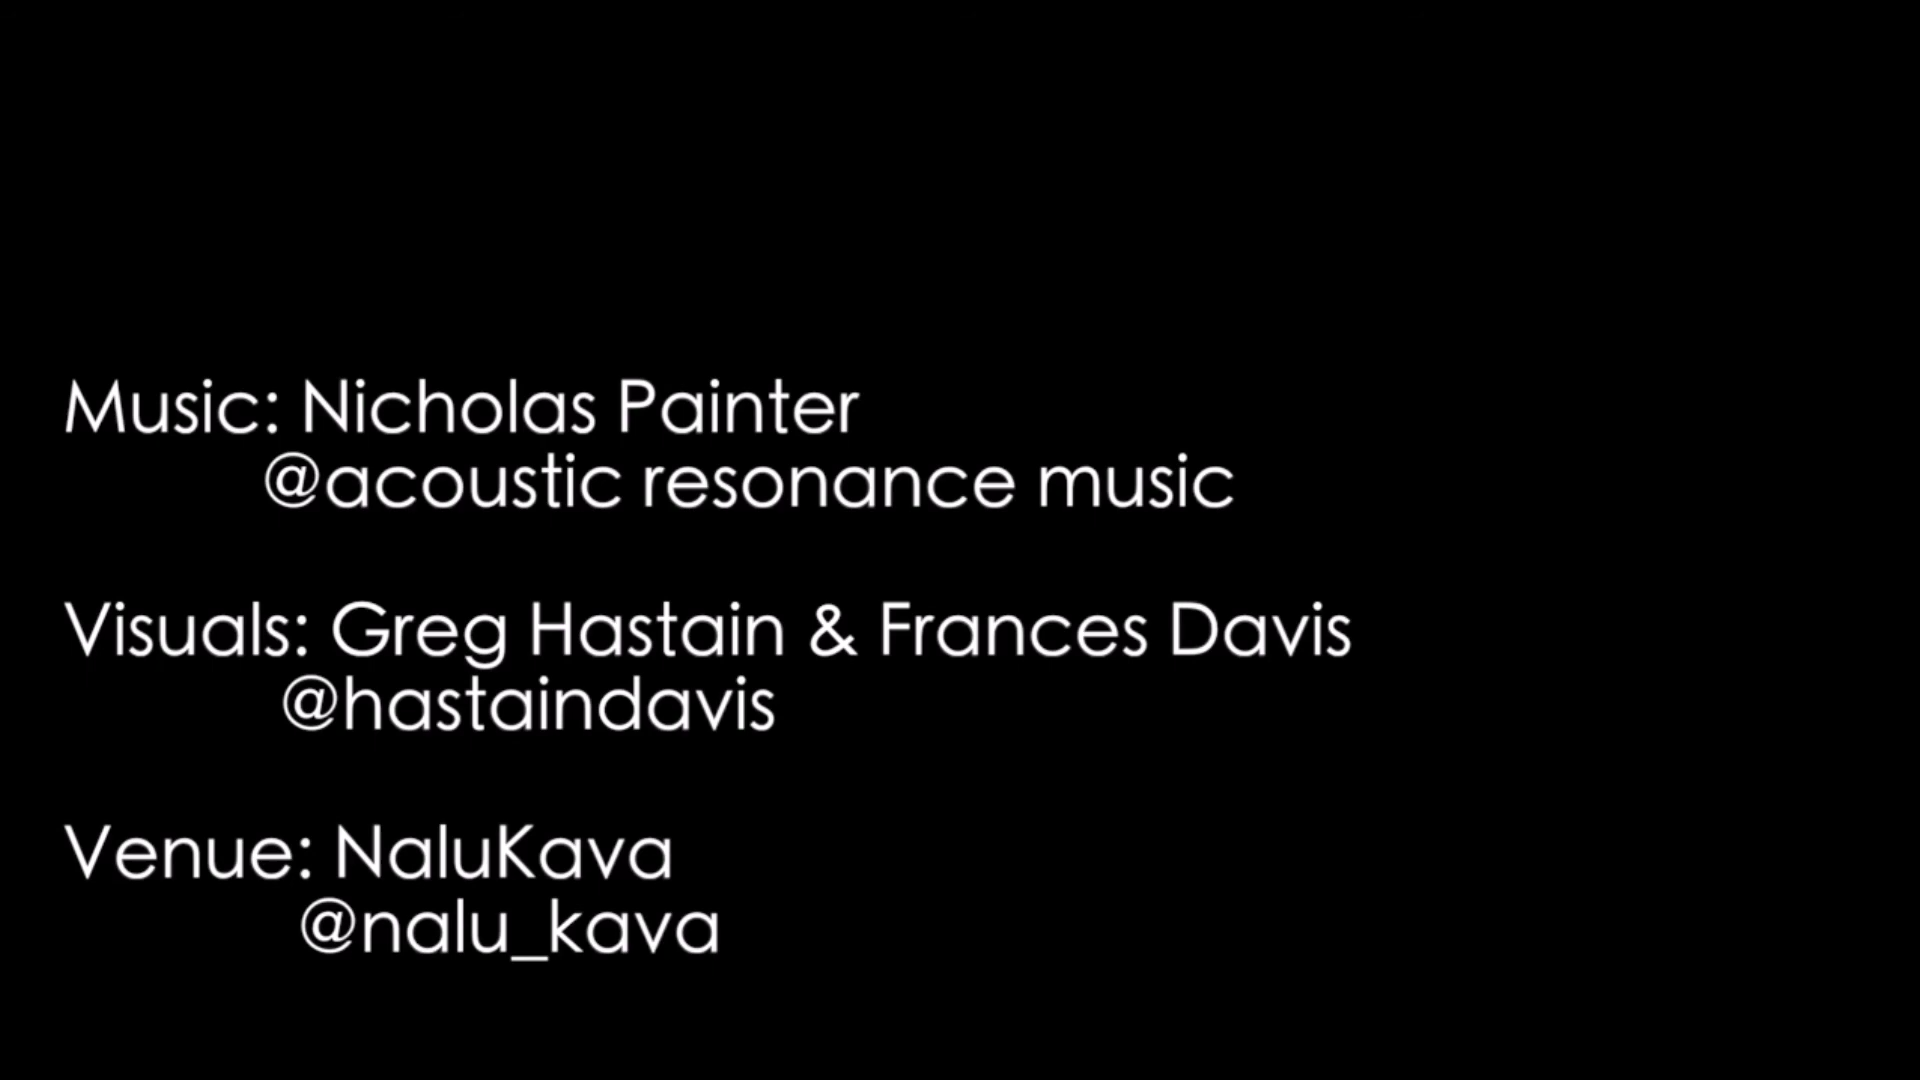 Music: Nicholas Painter
@acoustic resonance music
Visuals: Greg Hastain & Frances Davis
@hastaindavis
Venue: NaluKava
@nalu_kava